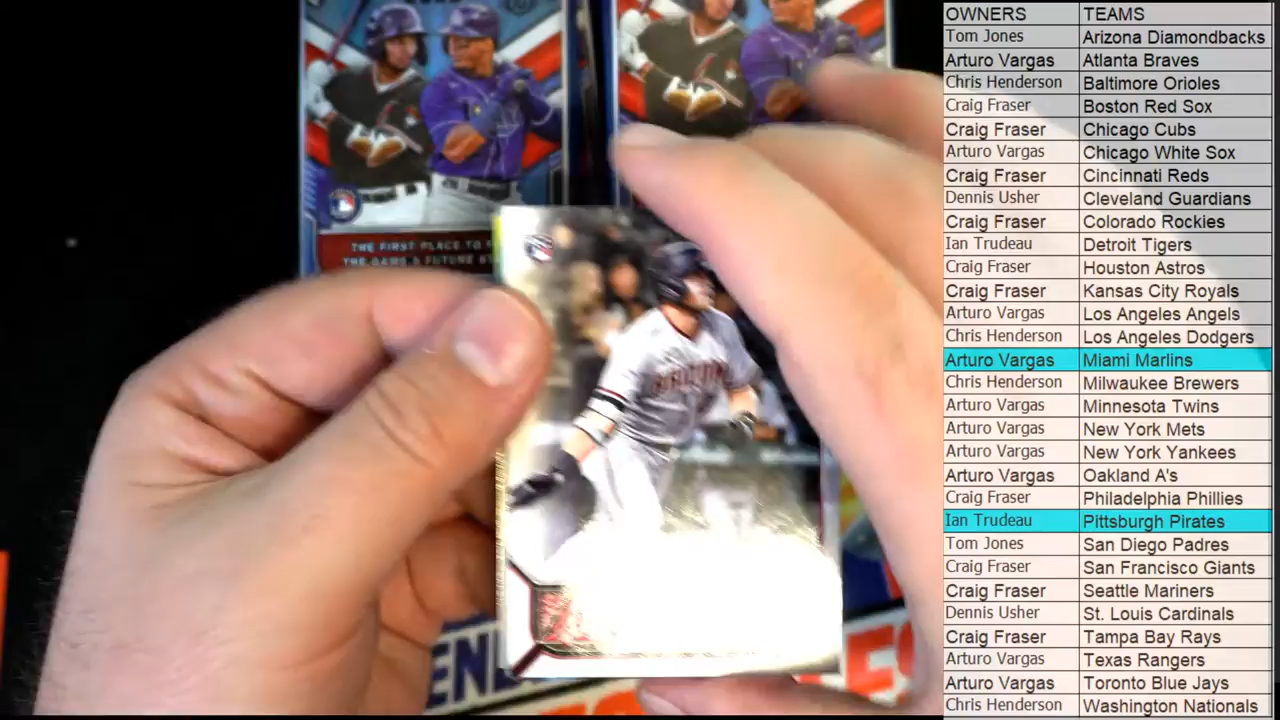 THE FIRST PLACE TO
OWNERS TEAMS
Tom Jones Arizona Diamondbacks
Arturo Vargas Atlanta Braves
Chris Henderson Baltimore Orioles
Craig Fraser Boston Red Sox
Craig Fraser Chicago Cubs
Arturo Vargas Chicago White Sox
Craig Fraser Cincinnati Reds
Dennis Usher Cleveland Guardians
Craig Fraser Colorado Rockies
Ian Trudeau Detroit Tigers
Craig Fraser Houston Astros
Craig Fraser Kansas City Royals
Arturo Vargas Los Angeles Angels
Chris Henderson Los Angeles Dodgers
Arturo Vargas Miami Marlins
Chris Henderson Milwaukee Brewers
Arturo Vargas Minnesota Twins
Arturo Vargas New York Mets
Arturo Vargas New York Yankees
Arturo Vargas Oakland A's
Craig Fraser Philadelphia Phillies
Ian Trudeau Pittsburgh Pirates
Tom Jones San Diego Padres
Craig Fraser San Francisco Giants
Craig Fraser Seattle Mariners
Dennis Usher St. Louis Cardinals
Craig Fraser Tampa Bay Rays
Arturo Vargas Texas Rangers
Arturo Vargas Toronto Blue Jays
Chris Henderson Washington Nationals